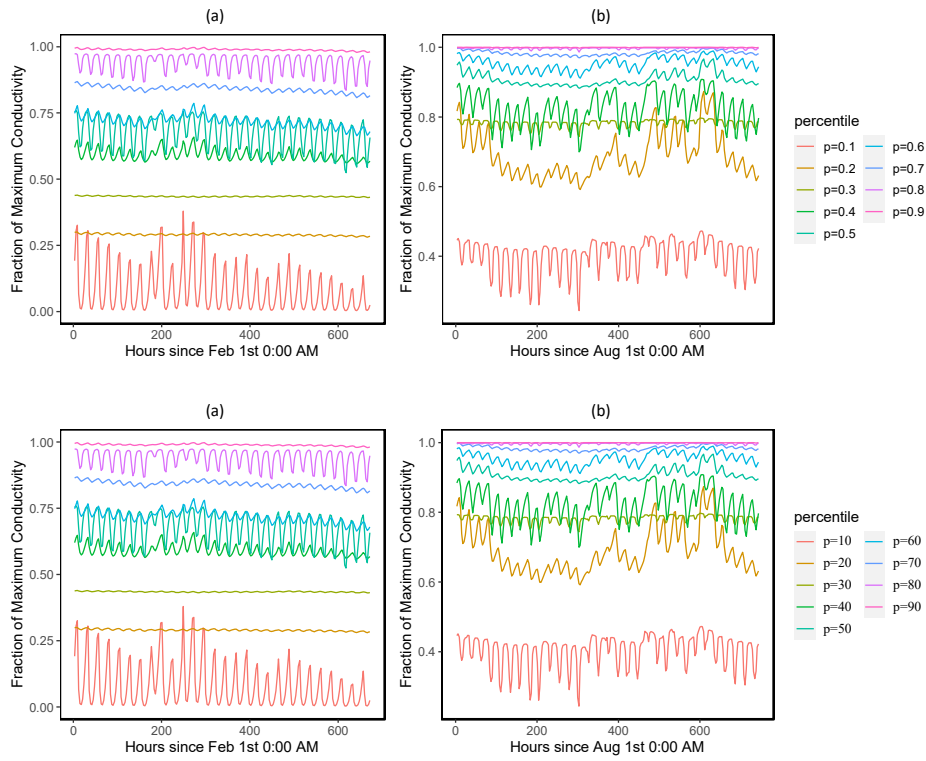 (a) (b)
Fraction of Maximum Conductivity
1.00
0.75
0.50
0.25
0.00
0 200 400 600
Hours since Feb 1st 0:00 AM
Fraction of Maximum Conductivity
1.0
0.8
0.6
0.4
0 200 400 600
Hours since Aug 1st 0:00 AM
percentile
p=0.1 p=0.6
p=0.2 p=0.7
p=0.3 p=0.8
p=0.4 p=0.9
p=0.5
(a) (b)
Fraction of Maximum Conductivity
1.00
0.75
0.50
0.25
0.00
0 200 400 600
Hours since Feb 1st 0:00 AM
Fraction of Maximum Conductivity
1.0
0.8
0.6
0.4
0 200 400 600
Hours since Aug 1st 0:00 AM
percentile
p=10 p=60
p=20 p=70
p=30 p=80
p=40 p=90
p=50